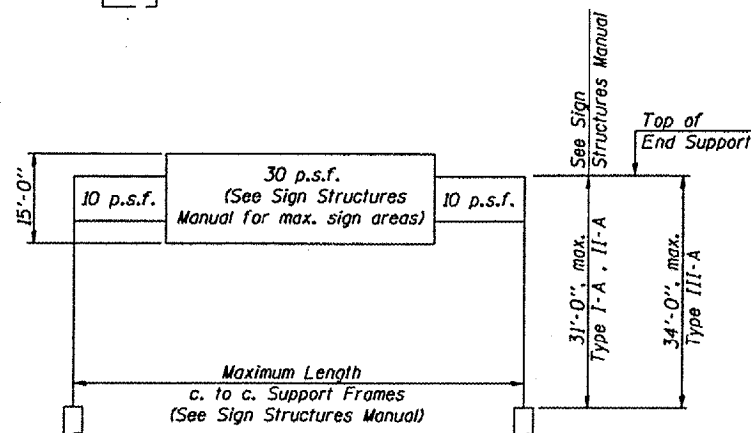 See Sign
Structures Manual
Top of
End Support
15'-0"
10 p.s.f.
30 p.s.f.
(See Sign Structures
Manual for max. sign areas)
10 p.s.f.
31'-0", max.
Type I-A , II-A
34'-0", max.
Type III-A
Maximum Length
c. to c. Support Frames
(See Sign Structures Manual)